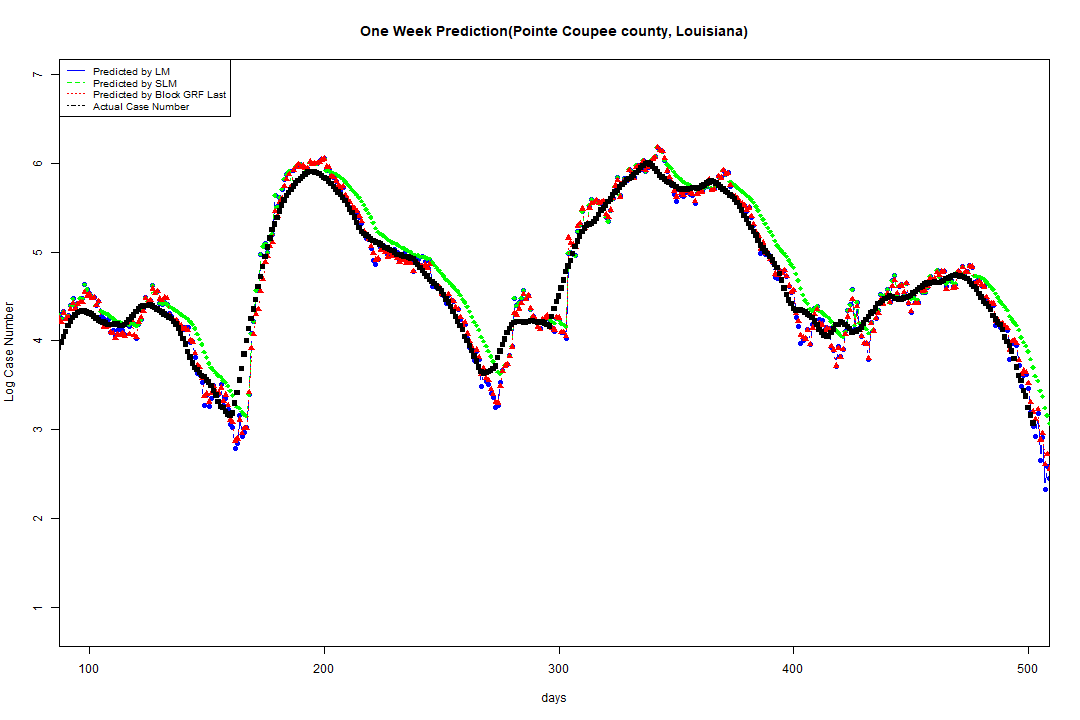 One Week Prediction(Pointe Coupee county, Louisiana)
Predicted by LM
Predicted by SLM
Predicted by Block GRF Last
Actual Case Number
Log Case Number
7
6
5
4
3
2
1
100 200 300 400 500
days